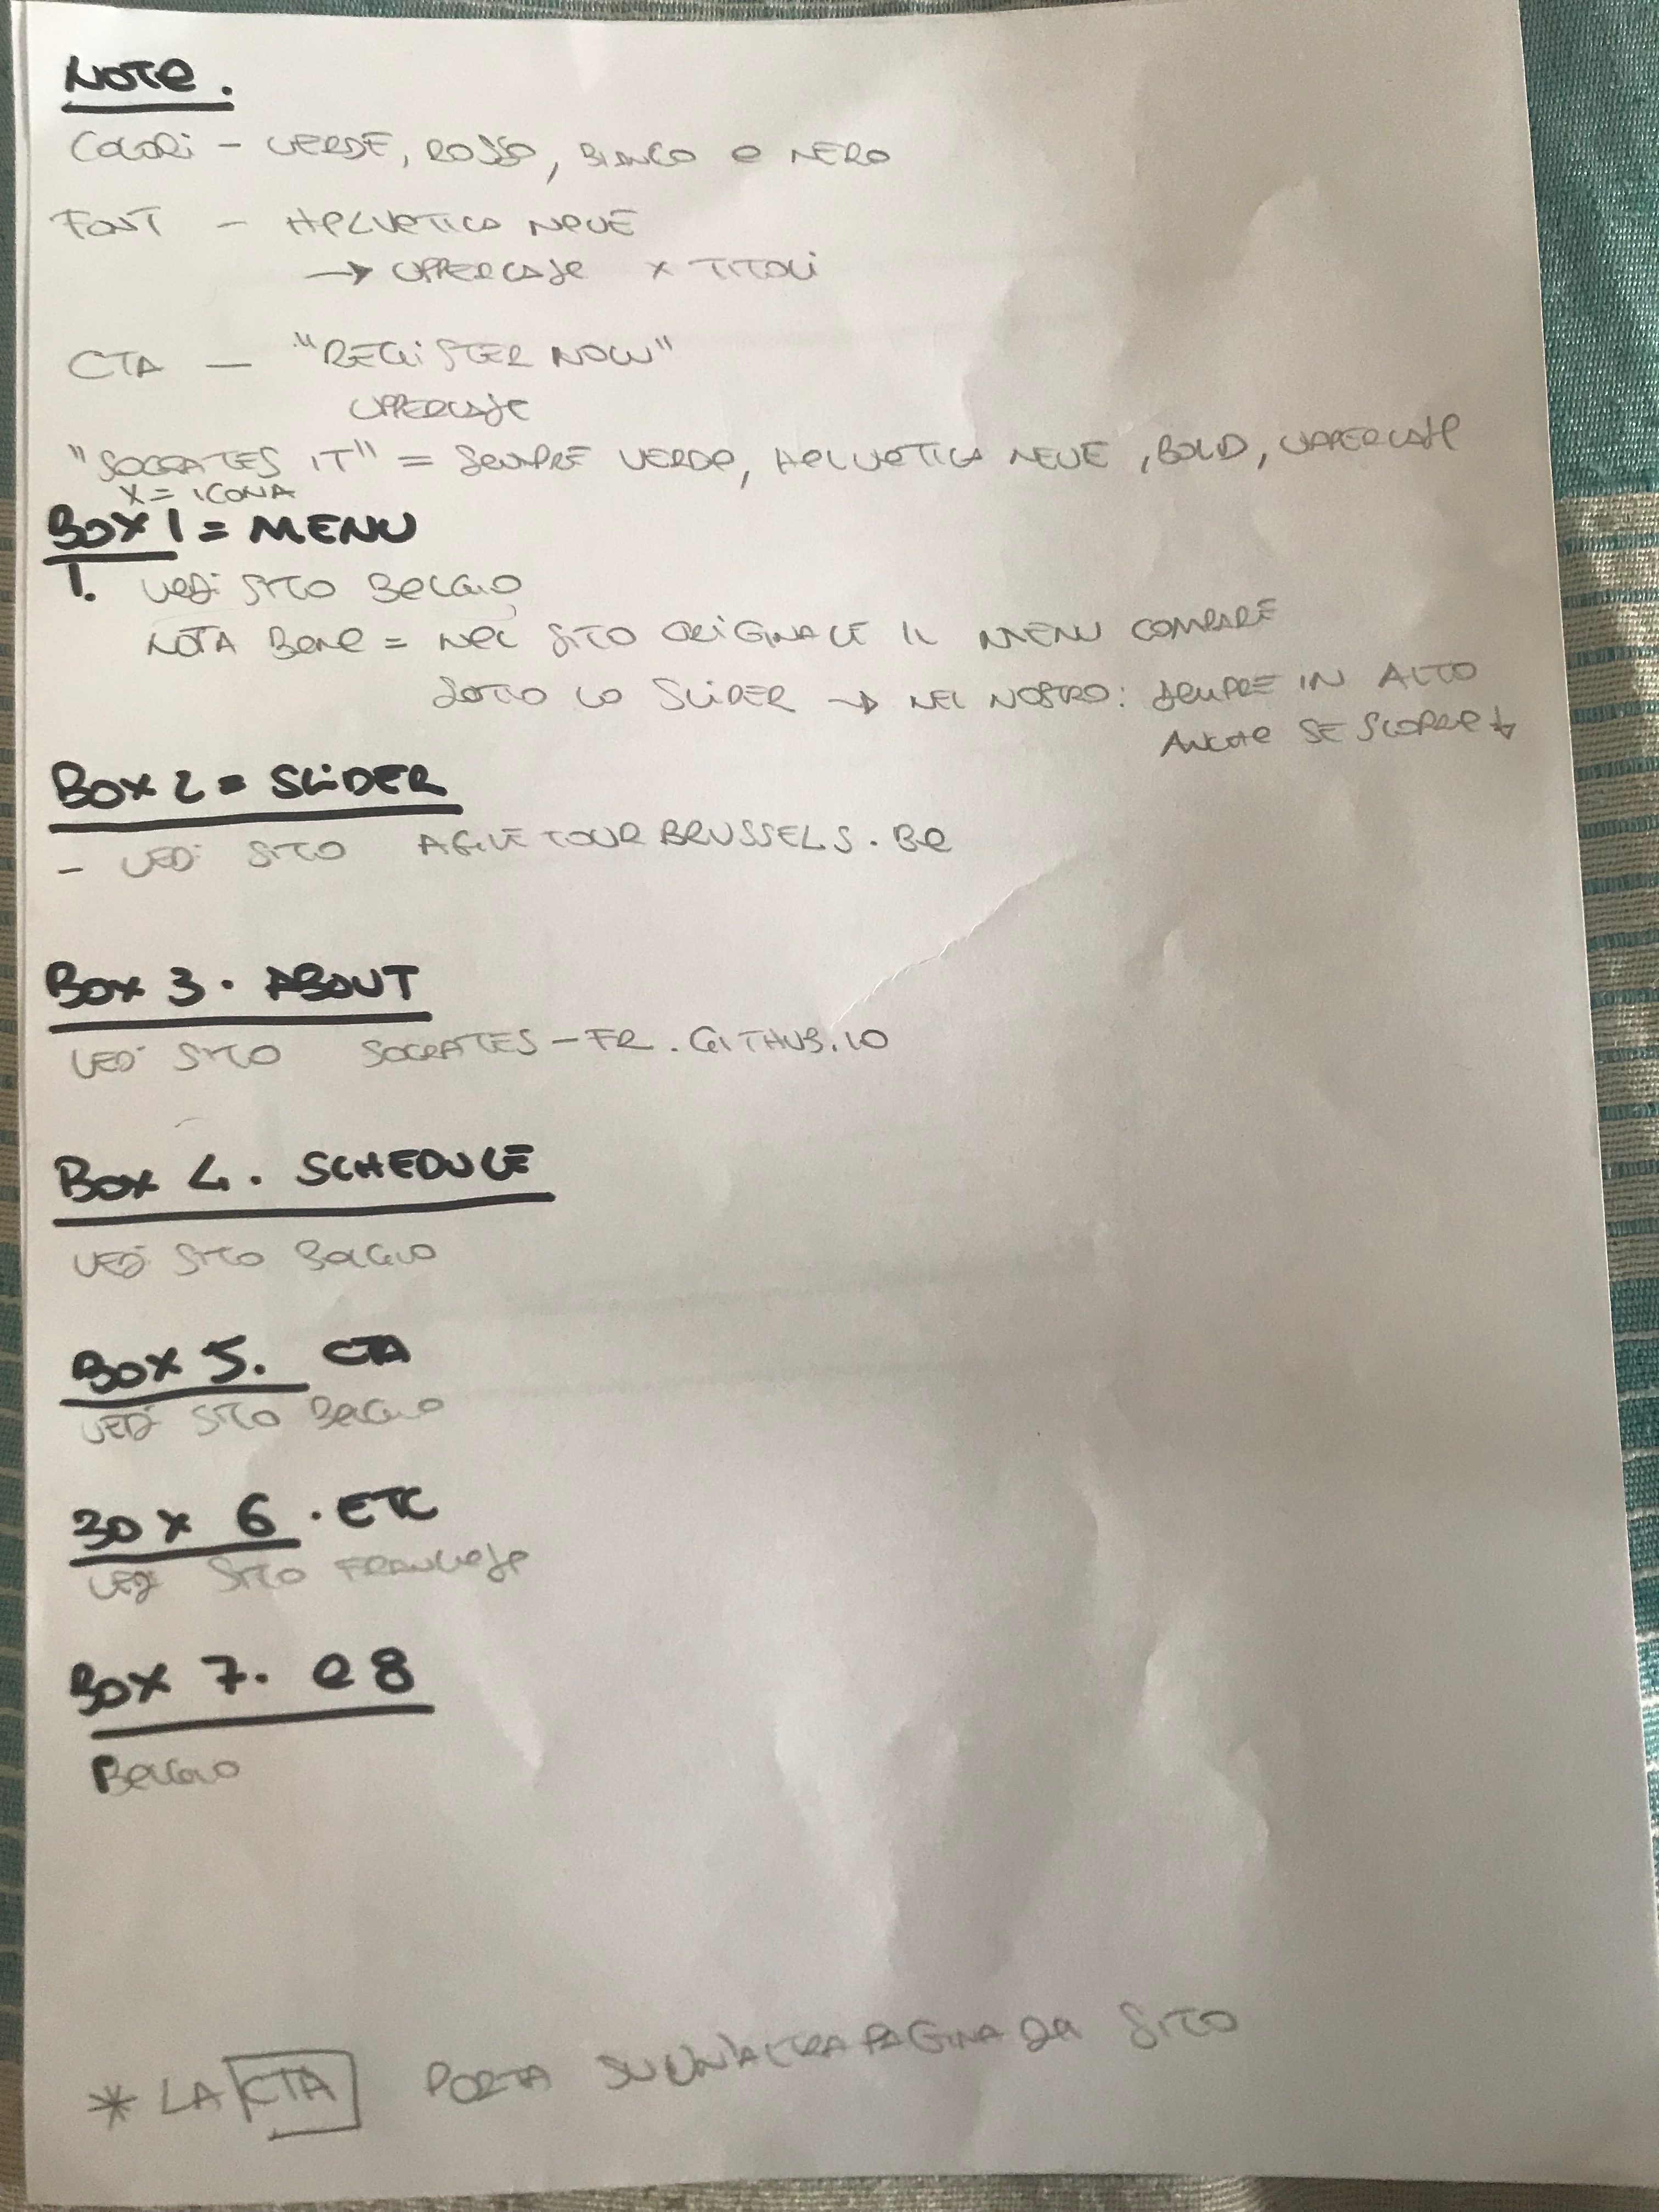 NOTE.
COLORI - VERDE, ROSSO, BIANCO e NERO
FONT - HELVETICA NEUE
→ UPPERCASE x TITOLI
CTA - "REGISTER NOW"
UPPERCASE
"SOCRATES IT" = SEMPRE VERDE, HELVETICA NEUE, BOLD, UPPERCASE
X = ICONA
BOX 1 = MENU
1. VEDI SITO BELGIO
NOTA BENE = NEL SITO ORIGINALE IL MENU COMPARE
SOTTO LO SLIDER → NEL NOSTRO: SEMPRE IN ALTO
ANCHE SE SCORRE ↓
BOX 2 = SLIDER
- VEDI SITO AGILETOURBRUSSELS.BE
BOX 3. ABOUT
VEDI SITO SOCRATES-FR.GITHUB.IO
BOX 4. SCHEDULE
VEDI SITO BELGIO
BOX 5. CTA
VEDI SITO BELGIO
BOX 6. ETC
VEDI SITO FRANCESE
BOX 7. e 8
BELGIO
* LA CTA PORTA SU UN'ALTRA PAGINA DEL SITO